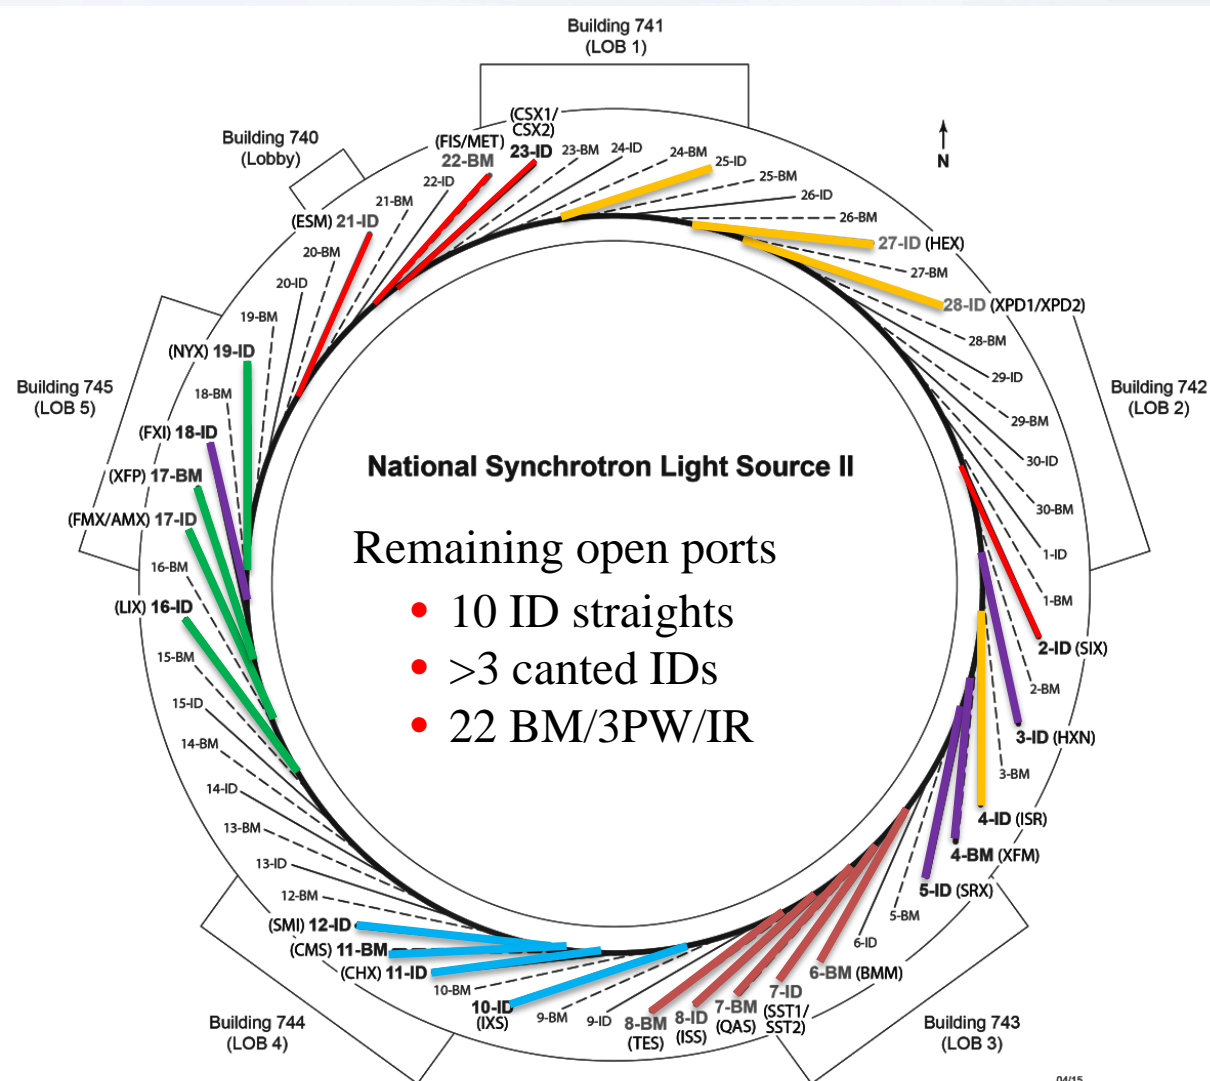 Building 741
(LOB 1)
(CSX1/
CSX2)
23-ID
(FIS/MET)
22-BM
Building 740
(Lobby)
23-BM
24-ID
24-BM
25-ID
25-BM
26-ID
26-BM
N
27-ID (HEX)
27-BM
28-ID (XPD1/XPD2)
28-BM
29-ID
29-BM
30-ID
30-BM
1-ID
1-BM
Building 742
(LOB 2)
2-ID (SIX)
2-BM
3-ID (HXN)
3-BM
4-ID (ISR)
4-BM (XFM)
5-ID (SRX)
5-BM
6-ID
6-BM (BMM)
7-ID
(SST1/
SST2)
7-BM
(QAS)
8-ID
(ISS)
8-BM
(TES)
Building 743
(LOB 3)
9-ID
9-BM
10-ID
(IXS)
10-BM
(CHX) 11-ID
(CMS) 11-BM
(SMI) 12-ID
Building 744
(LOB 4)
12-BM
13-ID
13-BM
14-ID
14-BM
15-ID
15-BM
(LIX) 16-ID
16-BM
(FMX/AMX) 17-ID
(XFP) 17-BM
(FXI) 18-ID
18-BM
(NYX) 19-ID
Building 745
(LOB 5)
19-BM
20-ID
20-BM
(ESM) 21-ID
21-BM
22-ID
National Synchrotron Light Source II
Remaining open ports
• 10 ID straights
• >3 canted IDs
• 22 BM/3PW/IR
04/15